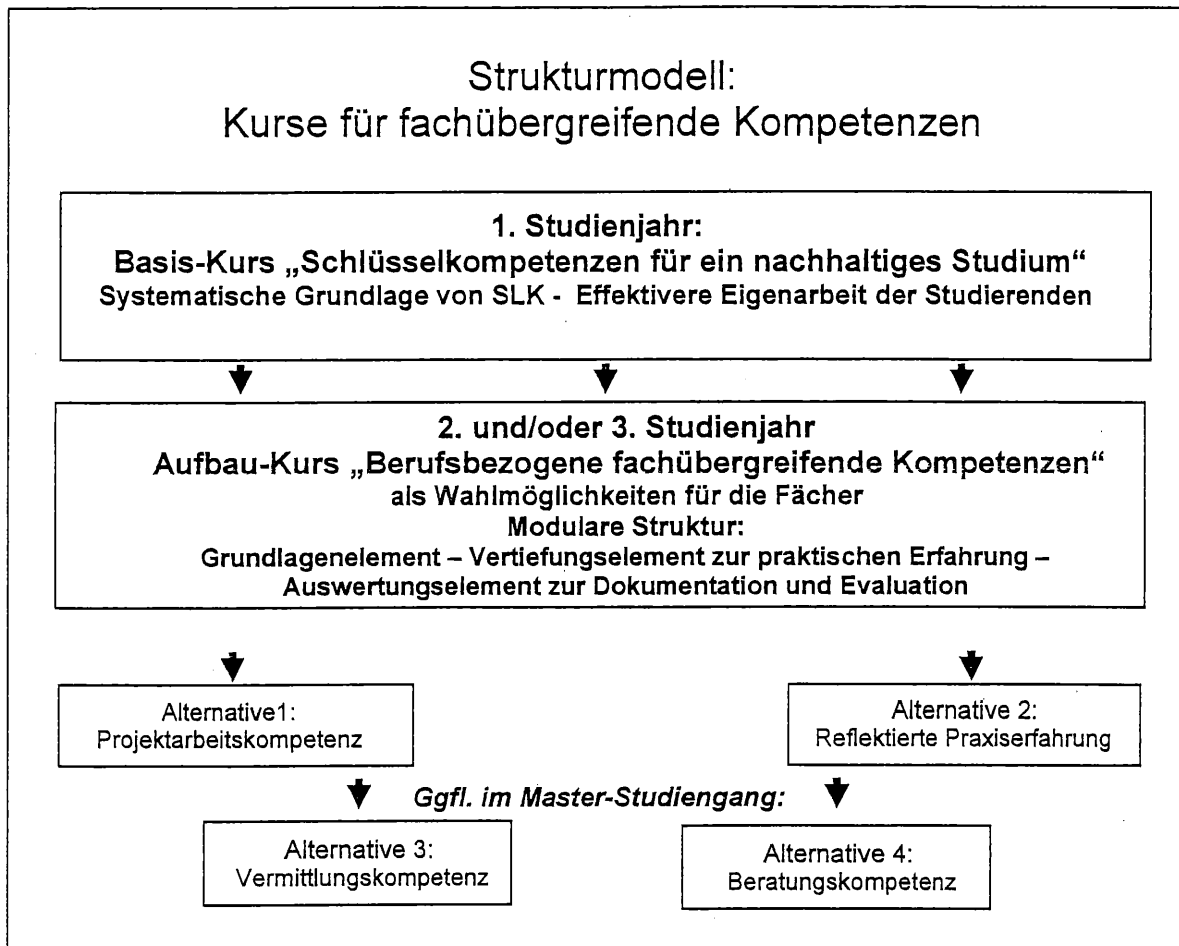 Strukturmodell:
Kurse für fachübergreifende Kompetenzen
1. Studienjahr:
Basis-Kurs „Schlüsselkompetenzen für ein nachhaltiges Studium“
Systematische Grundlage von SLK - Effektivere Eigenarbeit der Studierenden
2. und/oder 3. Studienjahr
Aufbau-Kurs „Berufsbezogene fachübergreifende Kompetenzen“
als Wahlmöglichkeiten für die Fächer
Modulare Struktur:
Grundlagenelement – Vertiefungselement zur praktischen Erfahrung –
Auswertungselement zur Dokumentation und Evaluation
Alternative1:
Projektarbeitskompetenz
Alternative 2:
Reflektierte Praxiserfahrung
Ggfl. im Master-Studiengang:
Alternative 3:
Vermittlungskompetenz
Alternative 4:
Beratungskompetenz